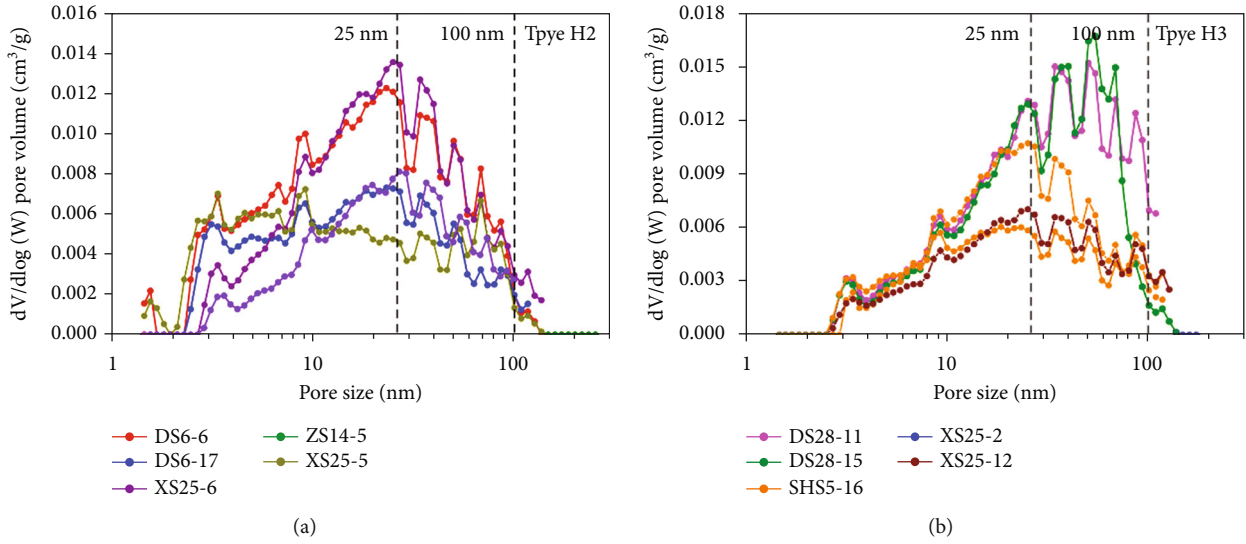 25 nm
100 nm
Tpye H2
0.016
0.014
0.012
0.010
0.008
0.006
0.004
0.002
0.000
dV/dlog (W) pore volume (cm³/g)
1
10
100
Pore size (nm)
DS6-6
ZS14-5
DS6-17
XS25-5
XS25-6
(a)
25 nm
100 nm
Tpye H3
0.018
0.015
0.012
0.009
0.006
0.003
0.000
dV/dlog (W) pore volume (cm³/g)
1
10
100
Pore size (nm)
DS28-11
XS25-2
DS28-15
XS25-12
SHS5-16
(b)